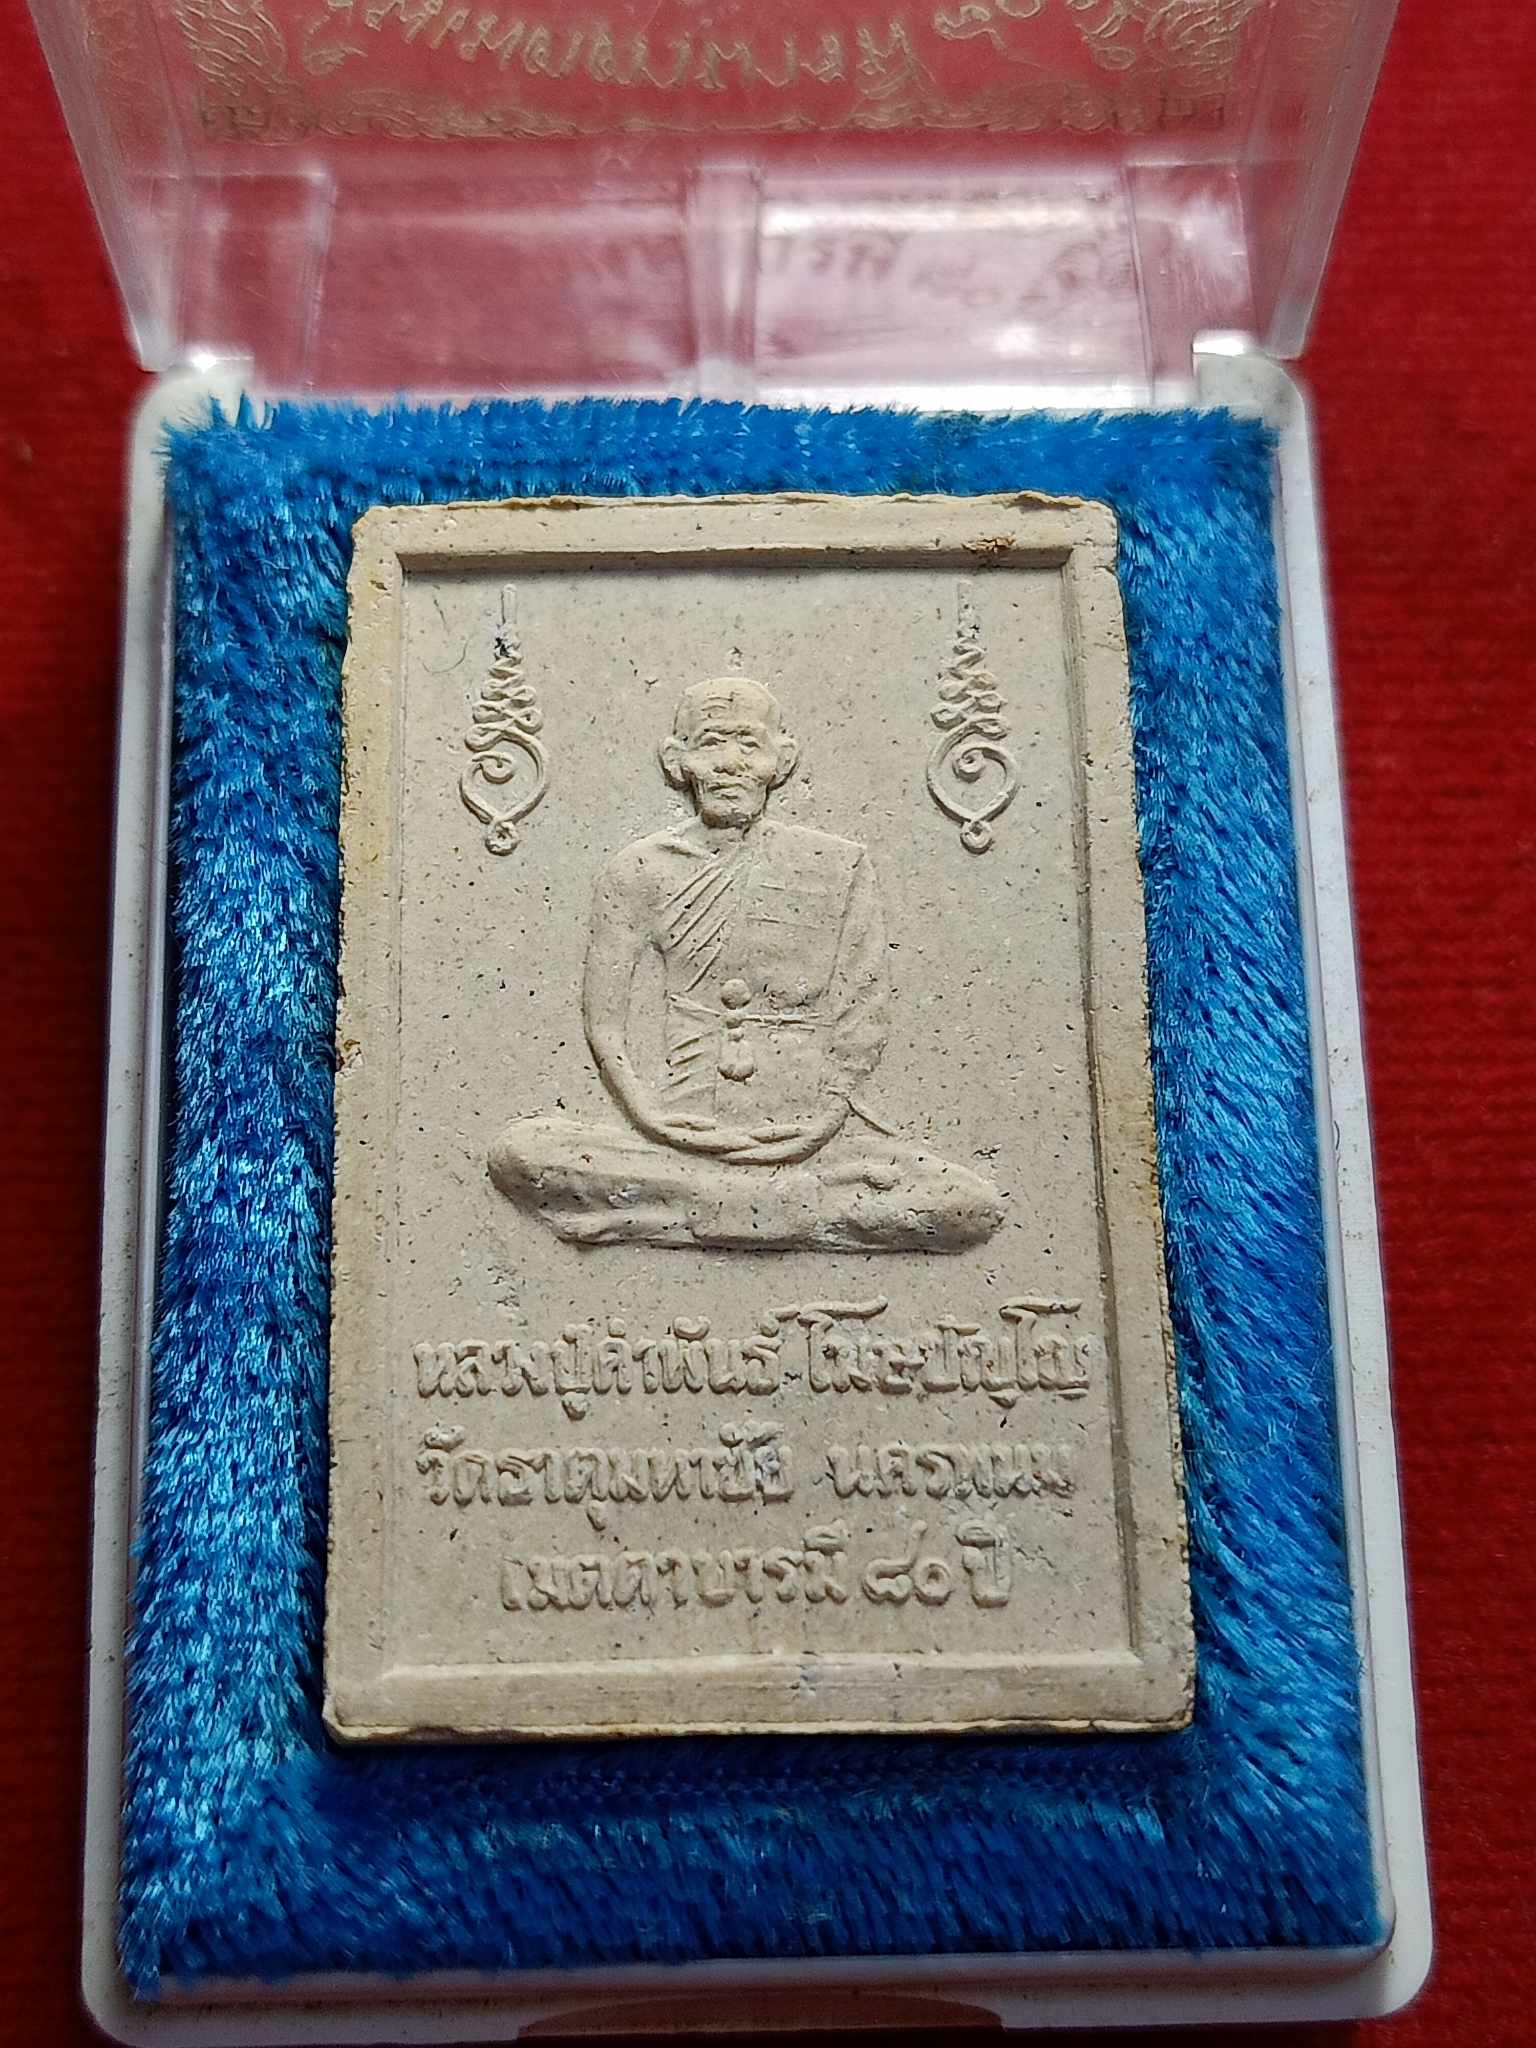 หลวงปู่คำพันธ์ โฆษปัญโญ
วัดธาตุมหาชัย นครพนม
เมตตาบารมี ๘๐ ปี